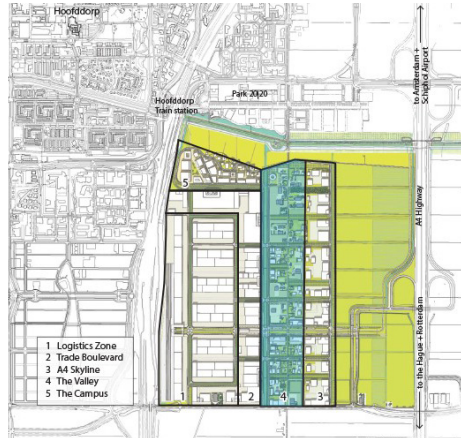 Hoofddorp
Park 20|20
Hoofddorp
Train station
to Amsterdam +
Schiphol Airport
A4 Highway
to the Hague + Rotterdam
5
1
2
4
3
1 Logistics Zone
2 Trade Boulevard
3 A4 Skyline
4 The Valley
5 The Campus